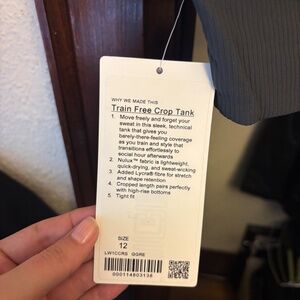 WHY WE MADE THIS
Train Free Crop Tank
1. Move freely and forget your
sweat in this sleek, technical
tank that gives you
barely-there-feeling coverage
as you train and style that
transitions effortlessly to
social hour afterwards
2. Nulux™ fabric is lightweight,
quick-drying, and sweat-wicking
3. Added Lycra® fibre for stretch
and shape retention
4. Cropped length pairs perfectly
with high-rise bottoms
5. Tight fit
SIZE
12
LW1CCRS GGRE
000114803136